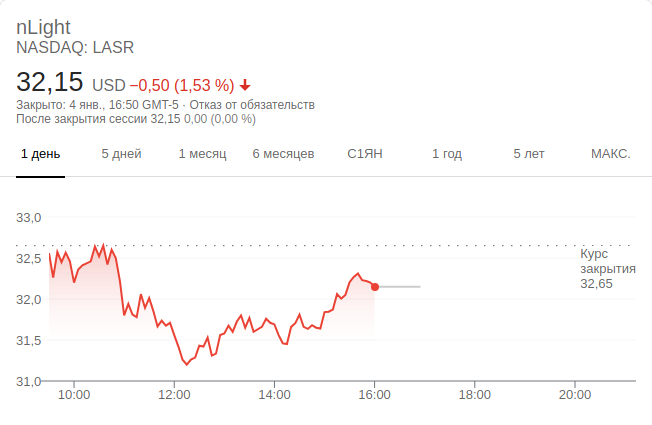 nLight
NASDAQ: LASR
32,15 USD −0,50 (1,53 %)
Закрыто: 4 янв., 16:50 GMT-5 · Отказ от обязательств
После закрытия сессии 32,15 0,00 (0,00 %)
1 день 5 дней 1 месяц 6 месяцев С1ЯН 1 год 5 лет МАКС.
33,0
32,5
32,0
31,5
31,0
Курс
закрытия
32,65
10:00 12:00 14:00 16:00 18:00 20:00